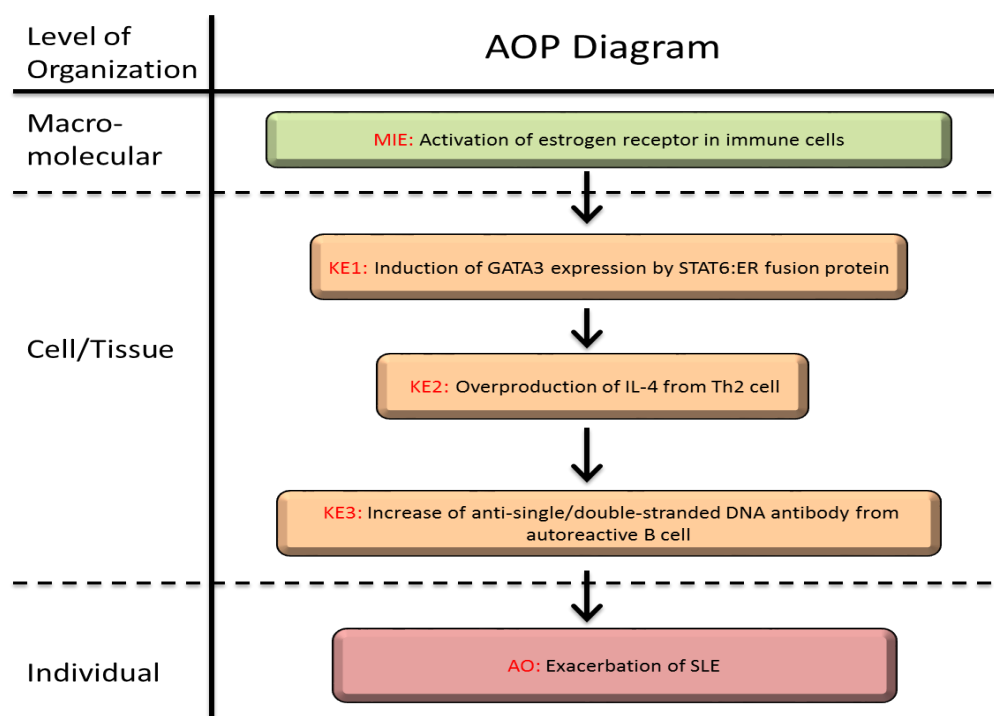 Level of
Organization
AOP Diagram
Macro-
molecular
MIE: Activation of estrogen receptor in immune cells
Cell/Tissue
KE1: Induction of GATA3 expression by STAT6:ER fusion protein
KE2: Overproduction of IL-4 from Th2 cell
KE3: Increase of anti-single/double-stranded DNA antibody from
autoreactive B cell
Individual
AO: Exacerbation of SLE